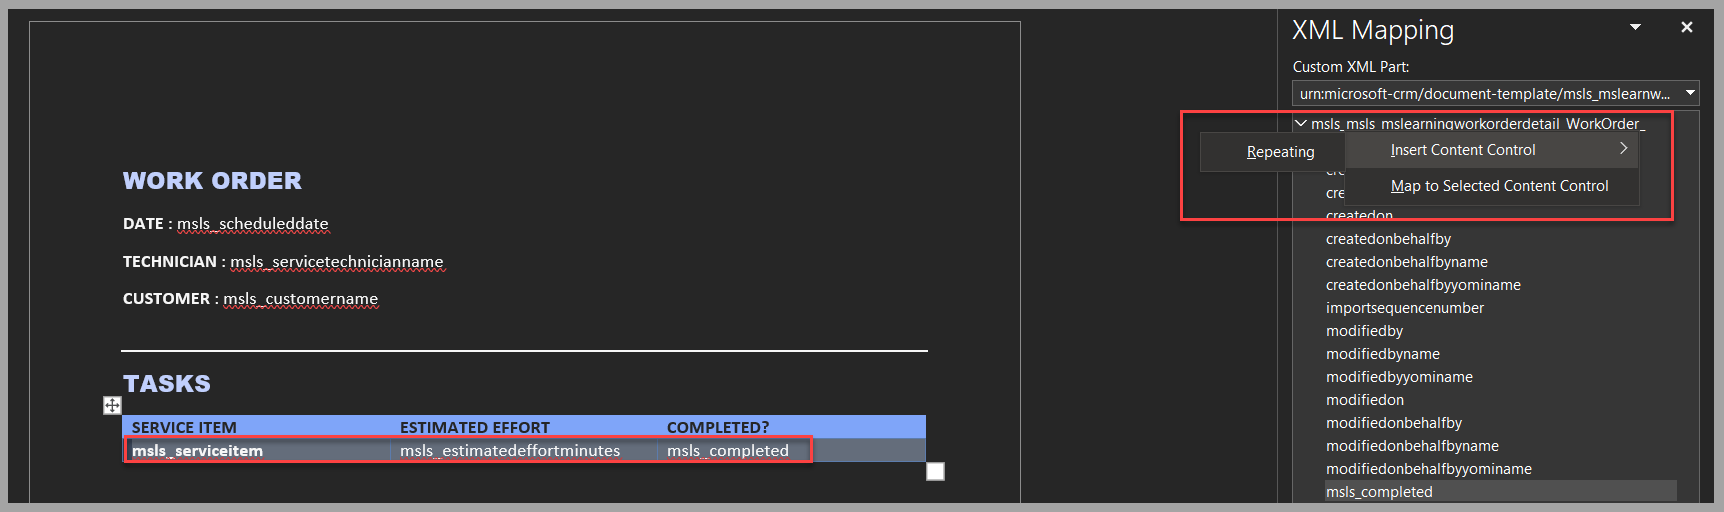 WORK ORDER
DATE : msls_scheduleddate
TECHNICIAN : msls_servicetechnicianname
CUSTOMER : msls_customername
TASKS
SERVICE ITEM ESTIMATED EFFORT COMPLETED?
msls_serviceitem msls_estimatedeffortminutes msls_completed
XML Mapping
Custom XML Part:
urn:microsoft-crm/document-template/msls_mslearnw...
msls_msls_mslearningworkorderdetail_WorkOrder_
Repeating
Insert Content Control
Map to Selected Content Control
createdon
createdonbehalfby
createdonbehalfbyname
createdonbehalfbyyominame
importsequencenumber
modifiedby
modifiedbyname
modifiedbyyominame
modifiedon
modifiedonbehalfby
modifiedonbehalfbyname
modifiedonbehalfbyyominame
msls_completed